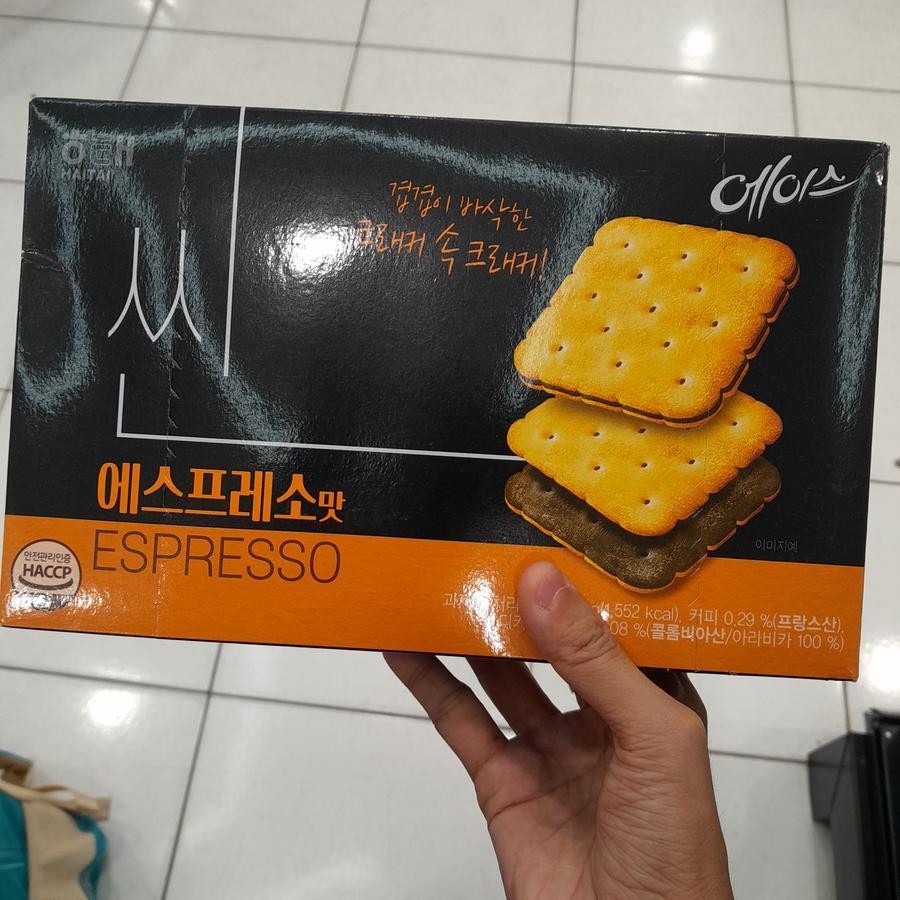 해태
HAITAI
에이스
겹겹이 바삭한
크래커 속 크래커!
씬
에스프레소맛
ESPRESSO
안전관리인증
HACCP
이미지예
(1,552 kcal), 커피 0.29 %(프랑스산),
08 %(콜롬비아산/아라비카 100 %)